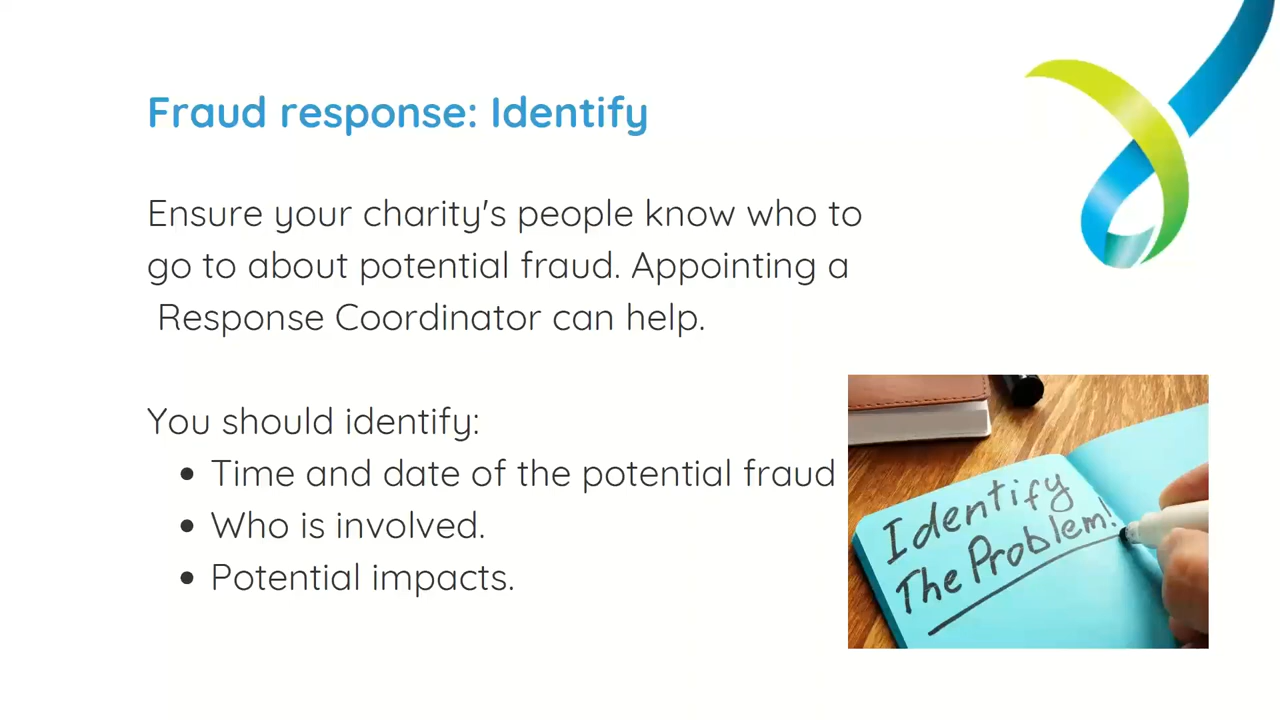 Fraud response: Identify
Ensure your charity's people know who to
go to about potential fraud. Appointing a
Response Coordinator can help.
You should identify:
• Time and date of the potential fraud
• Who is involved.
• Potential impacts.
Identify
The Problem!